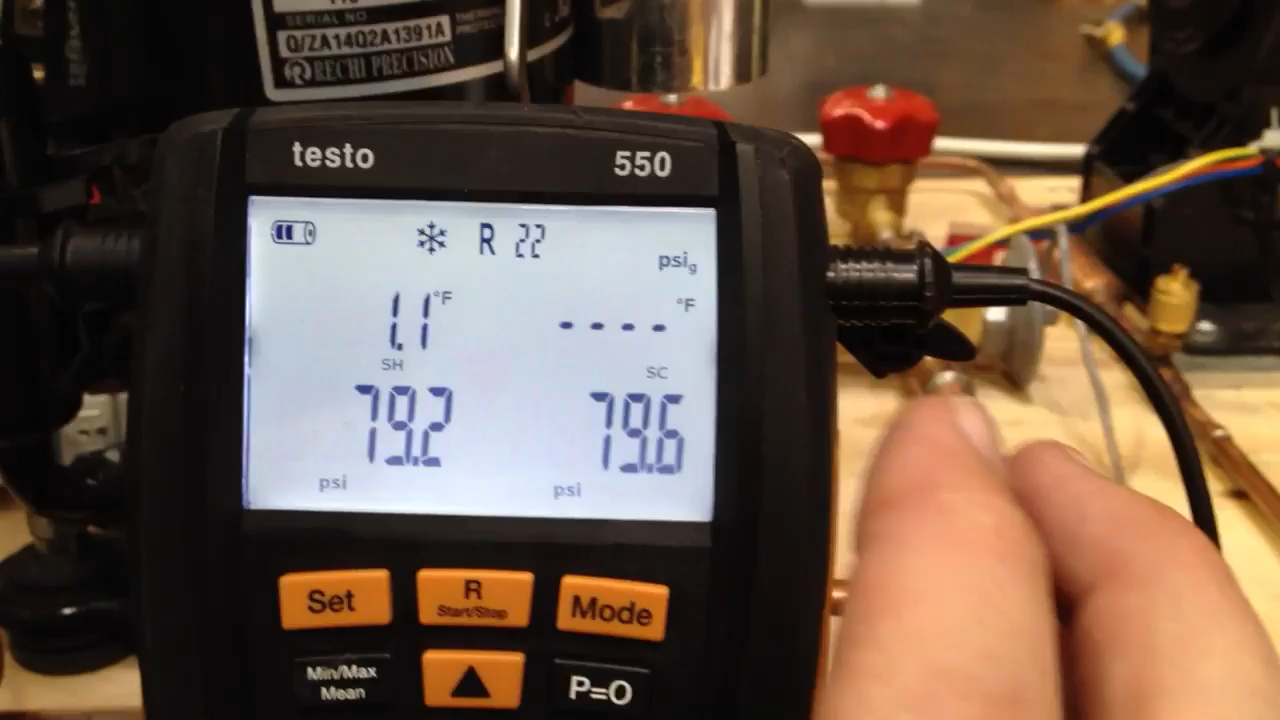 SERIAL NO
Q/ZA14Q2A1391A
RECHI PRECISION
testo
550
R 22
psig
1.1 °F
---- °F
SH
SC
79.2
79.6
psi
psi
Set
R
Start/Stop
Mode
Min/Max
Mean
▲
P=O